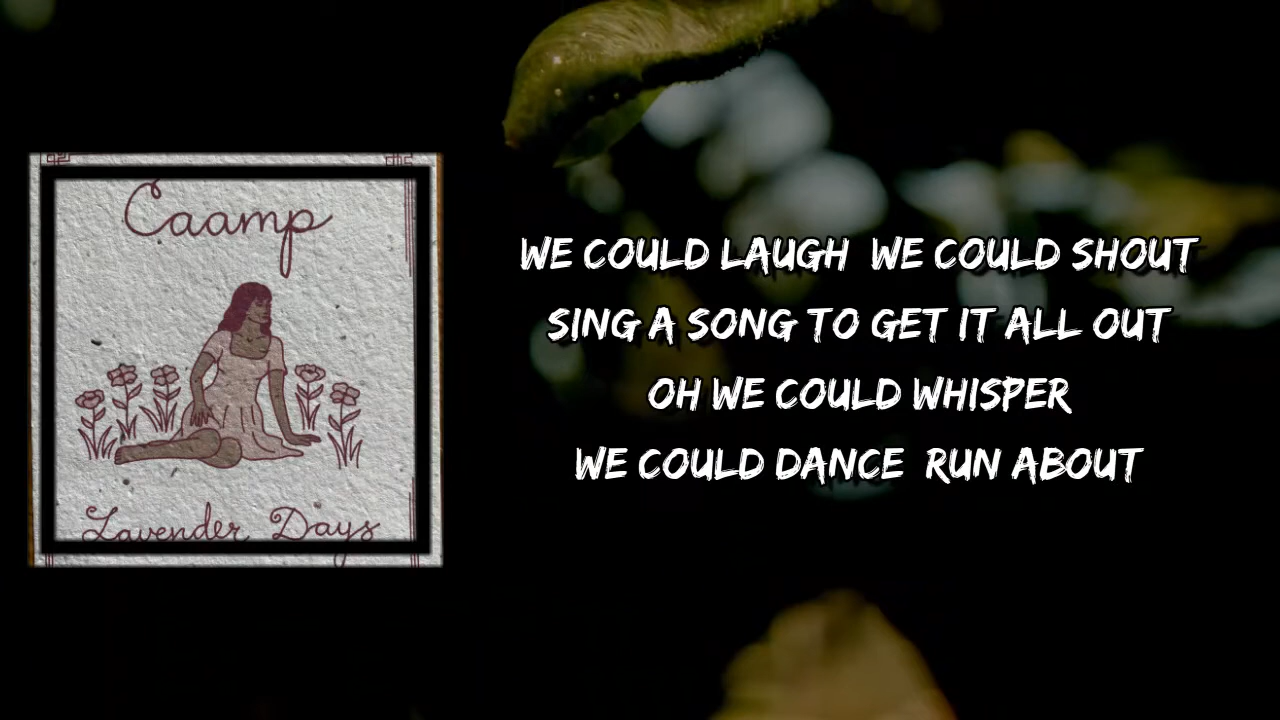 Caamp
Lavender Days
WE COULD LAUGH WE COULD SHOUT
SING A SONG TO GET IT ALL OUT
OH WE COULD WHISPER
WE COULD DANCE RUN ABOUT